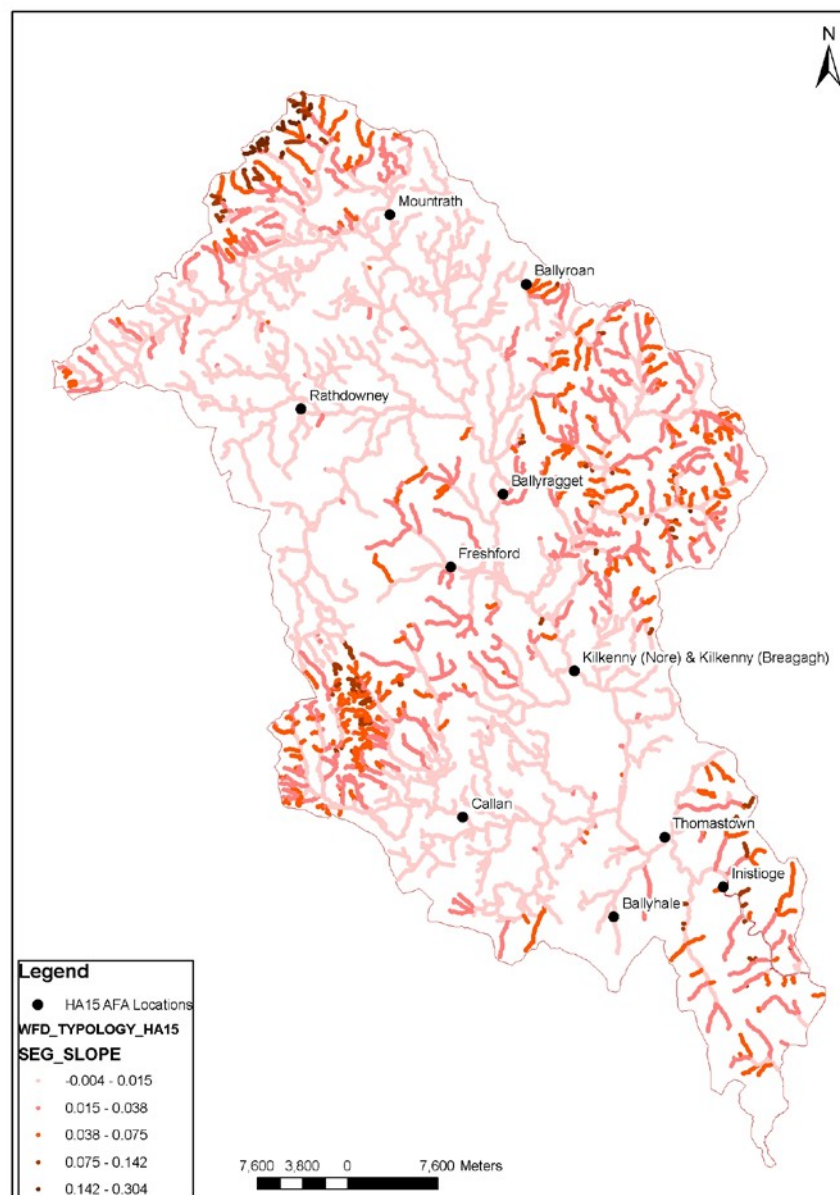 N
Mountrath
Ballyroan
Rathdowney
Ballyragget
Freshford
Kilkenny (Nore) & Kilkenny (Breagagh)
Callan
Thomastown
Inistioge
Ballyhale
Legend
HA15 AFA Locations
WFD_TYPOLOGY_HA15
SEG_SLOPE
-0.004 - 0.015
0.015 - 0.038
0.038 - 0.075
0.075 - 0.142
0.142 - 0.304
7,600 3,800 0 7,600 Meters